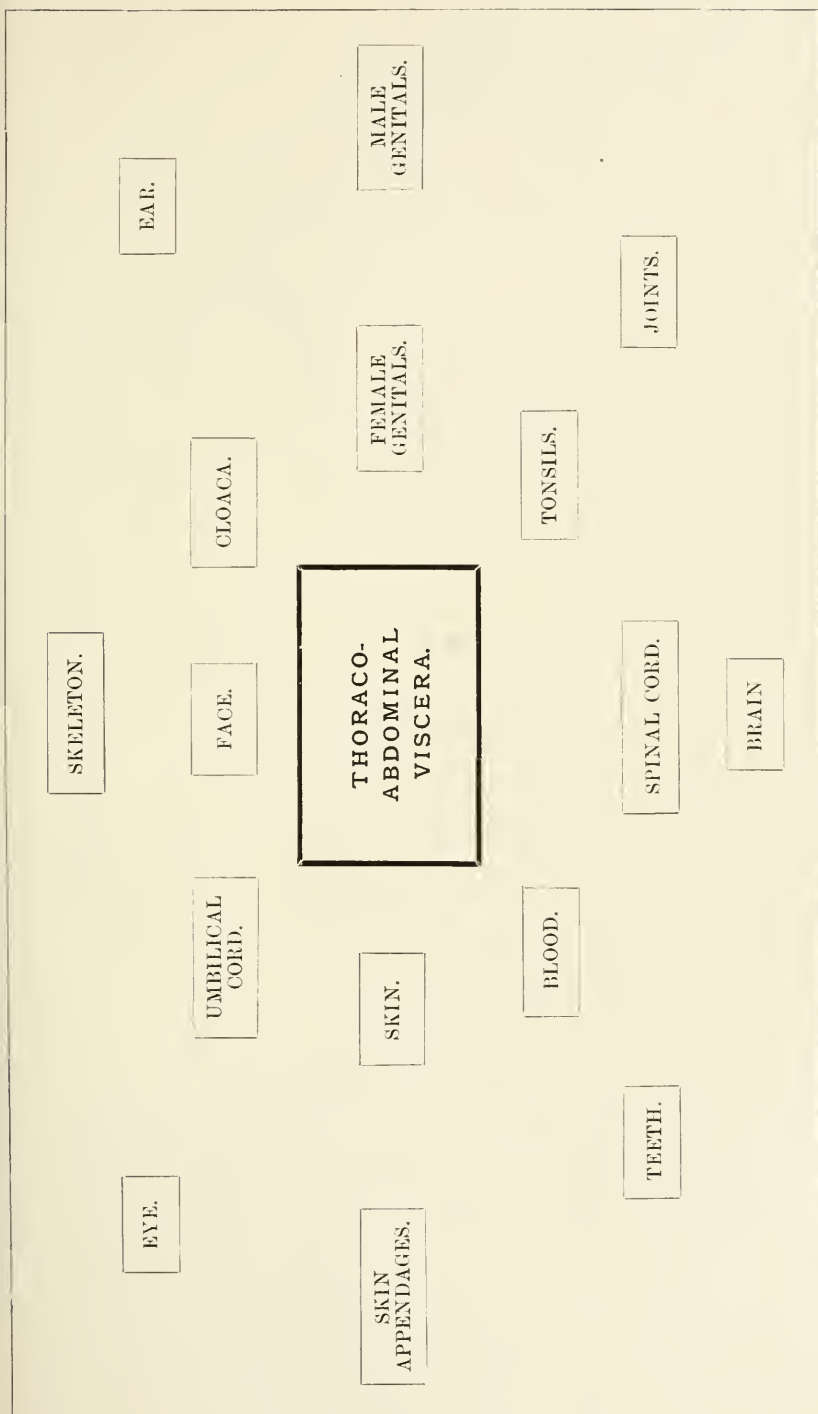 SKELETON.
EYE.
EAR.
UMBILICAL
CORD.
FACE.
CLOACA.
SKIN
APPENDAGES.
SKIN.
THORACO-
ABDOMINAL
VISCERA.
FEMALE
GENITALS.
MALE
GENITALS.
BLOOD.
TONSILS.
TEETH.
SPINAL CORD.
JOINTS.
BRAIN